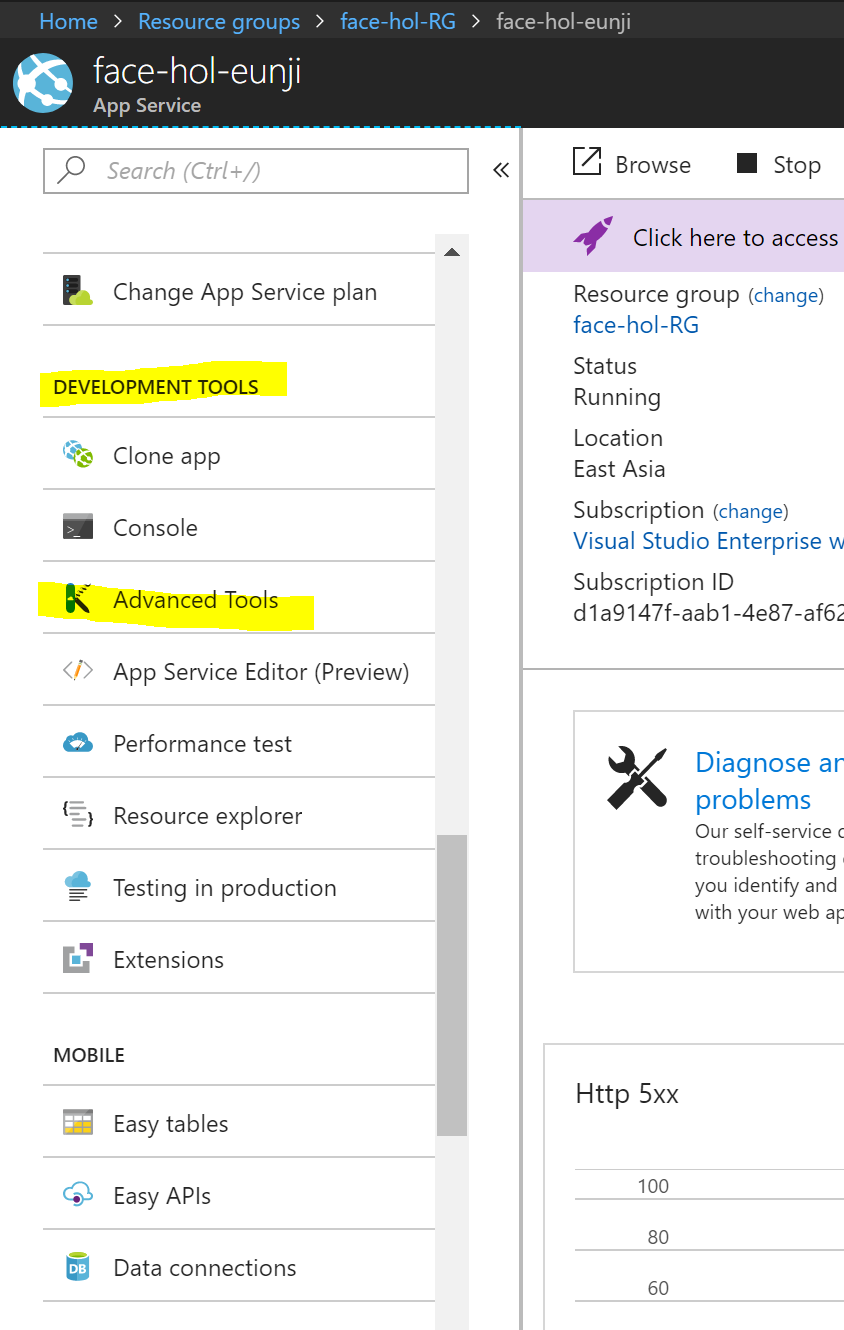 Home > Resource groups > face-hol-RG > face-hol-eunji
face-hol-eunji
App Service
Search (Ctrl+/)
Change App Service plan
DEVELOPMENT TOOLS
Clone app
Console
Advanced Tools
App Service Editor (Preview)
Performance test
Resource explorer
Testing in production
Extensions
MOBILE
Easy tables
Easy APIs
DB
Data connections
Browse
Stop
Click here to access
Resource group (change)
face-hol-RG
Status
Running
Location
East Asia
Subscription (change)
Visual Studio Enterprise w
Subscription ID
d1a9147f-aab1-4e87-af62
Diagnose an
problems
Our self-service d
troubleshooting
you identify and
with your web ap
Http 5xx
100
80
60